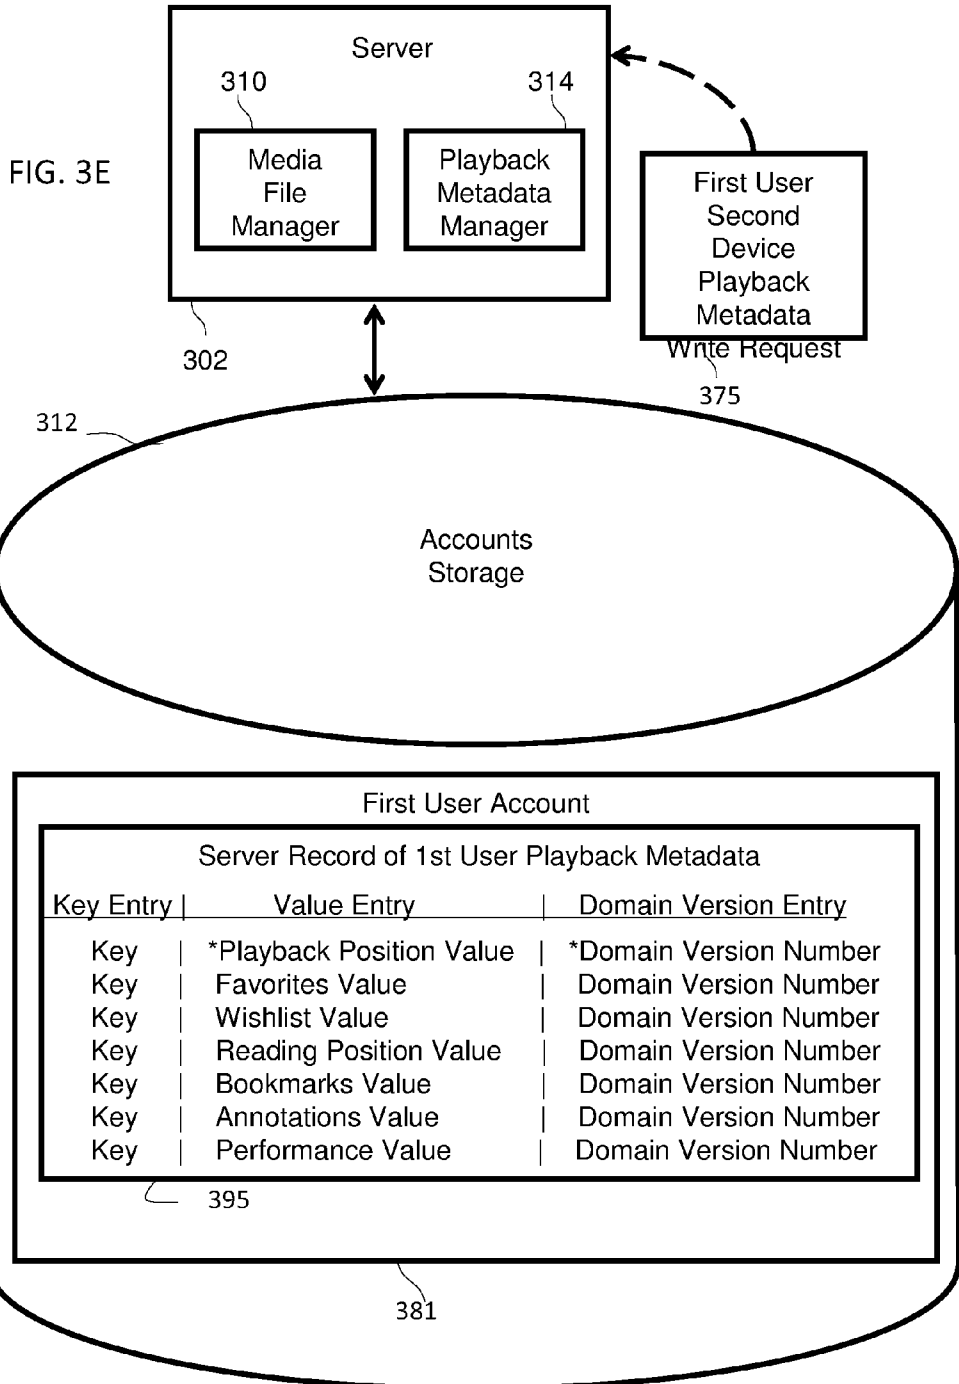 Server
310
314
FIG. 3E
Media
File
Manager
Playback
Metadata
Manager
First User
Second
Device
Playback
Metadata
Write Request
302
375
312
Accounts
Storage
First User Account
Server Record of 1st User Playback Metadata
Key Entry | Value Entry | Domain Version Entry
Key | *Playback Position Value | *Domain Version Number
Key | Favorites Value | Domain Version Number
Key | Wishlist Value | Domain Version Number
Key | Reading Position Value | Domain Version Number
Key | Bookmarks Value | Domain Version Number
Key | Annotations Value | Domain Version Number
Key | Performance Value | Domain Version Number
395
381